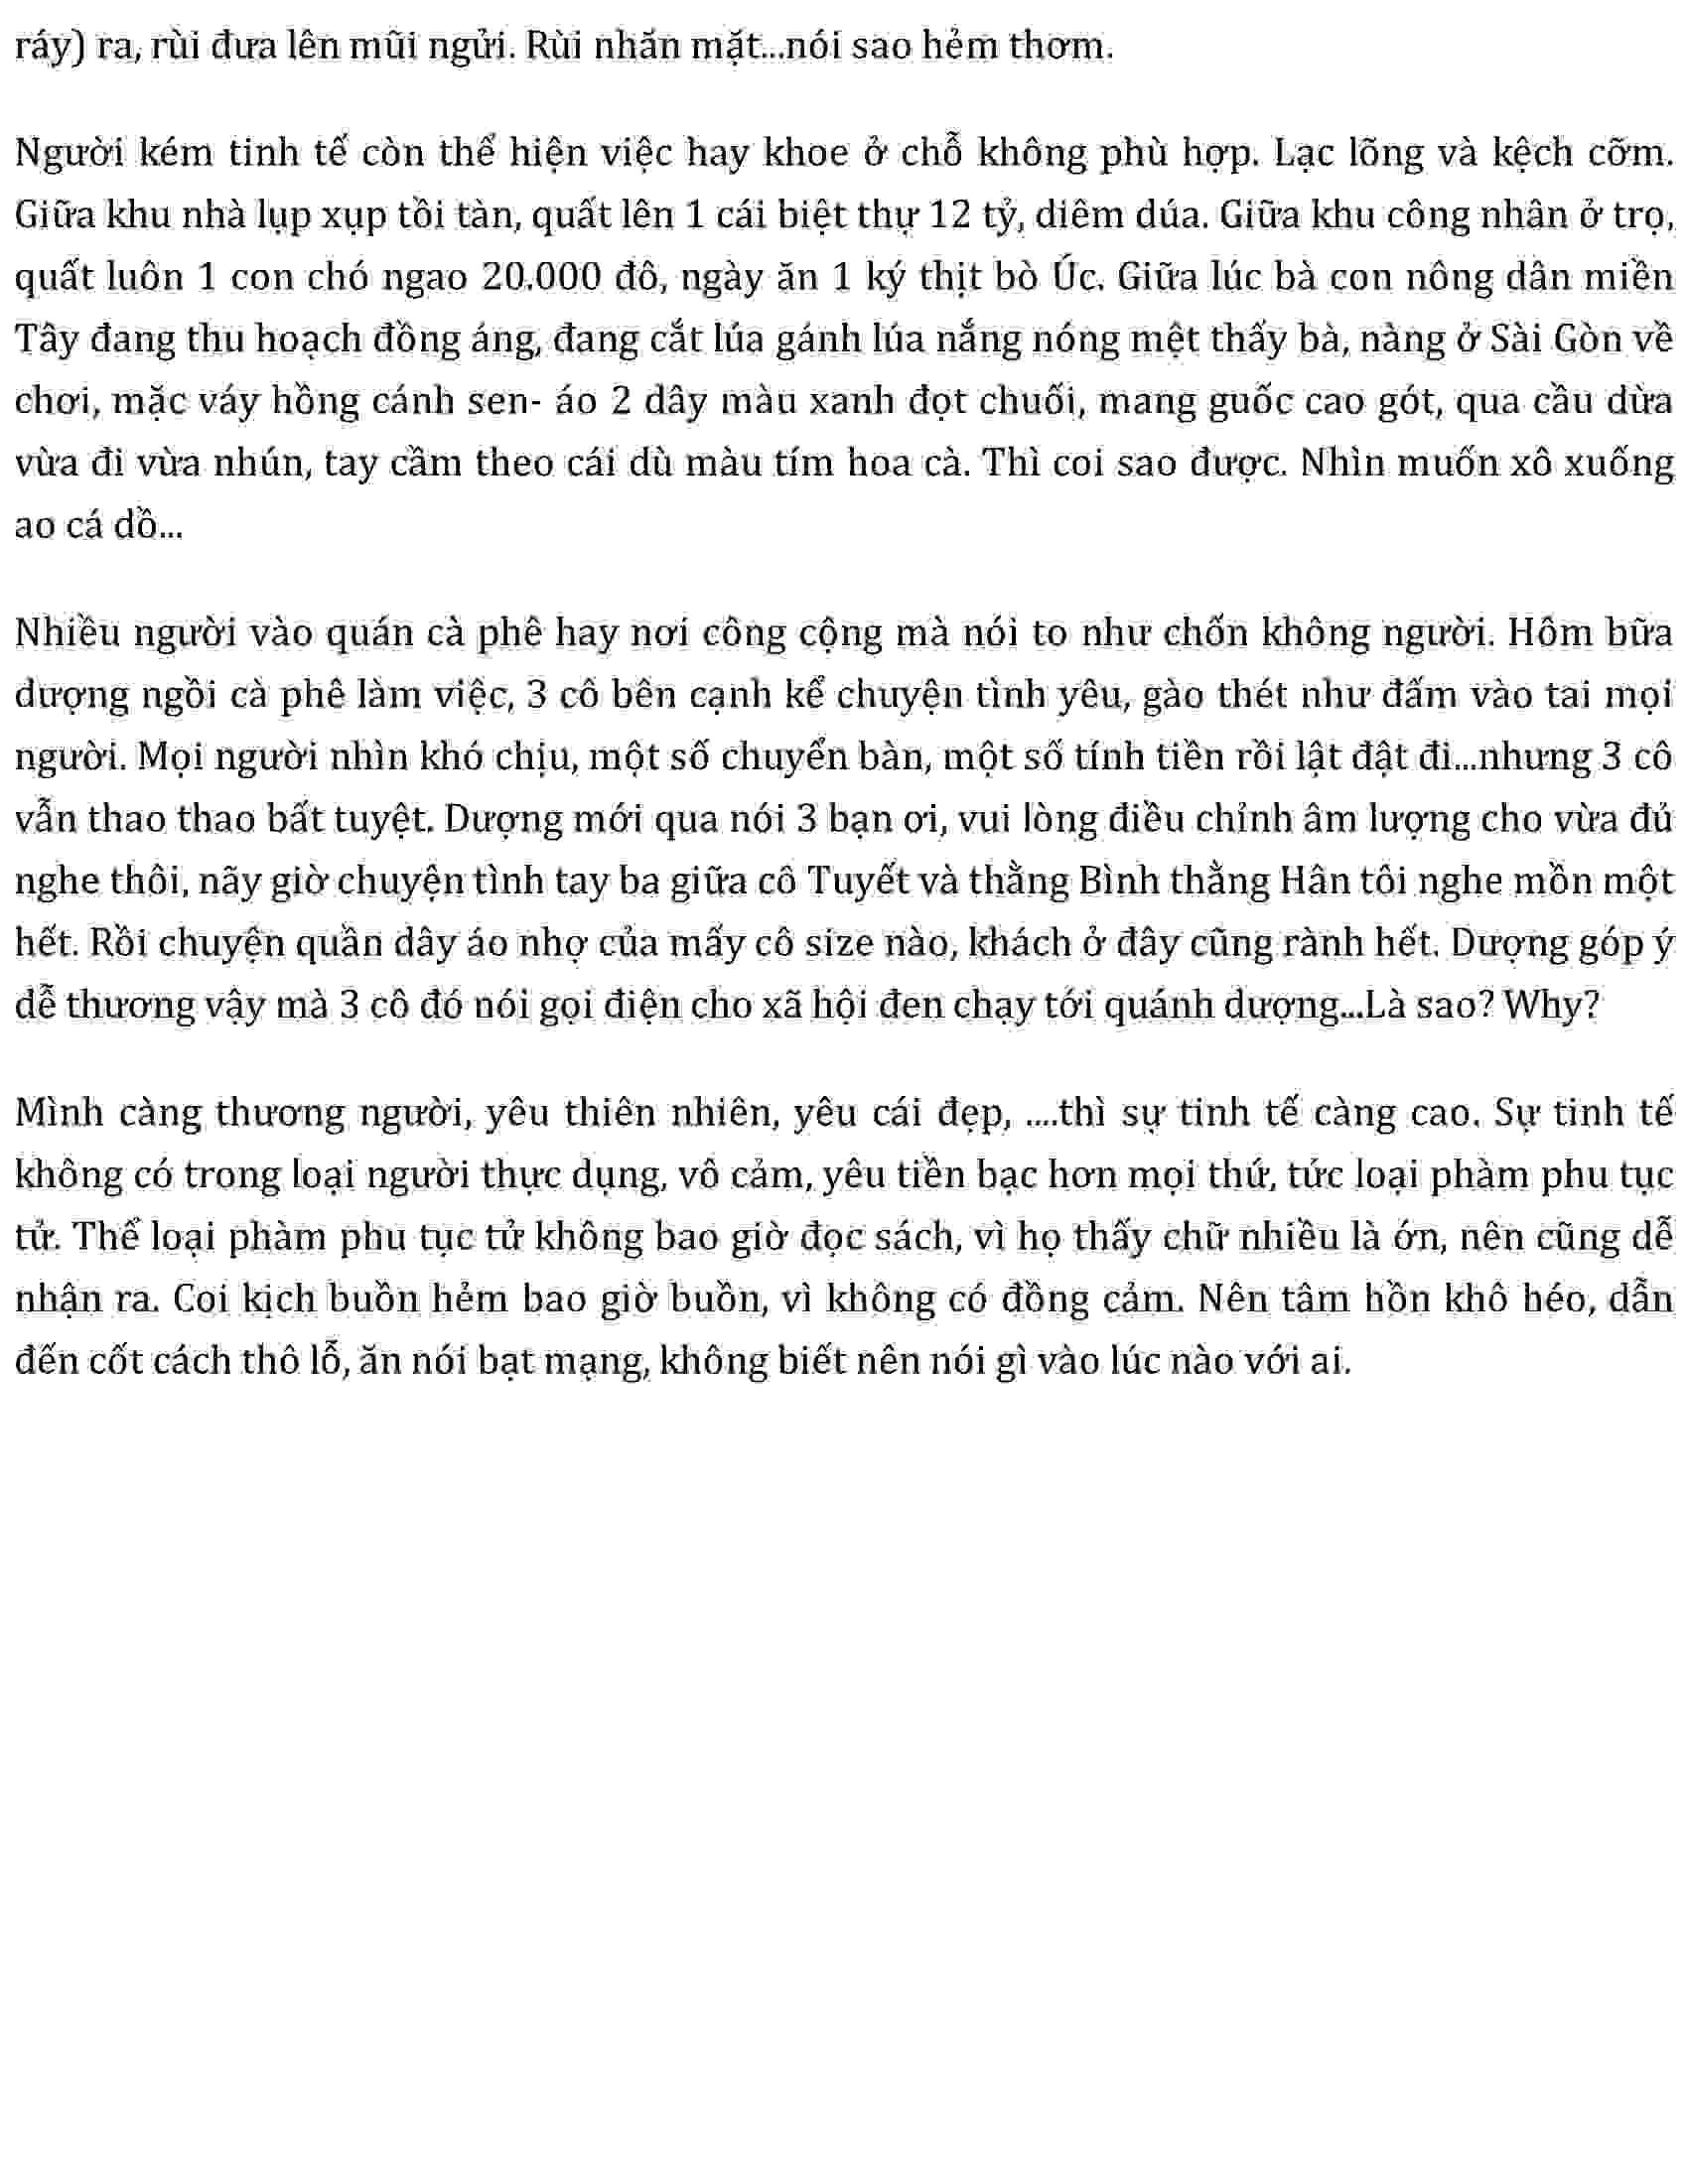 ráy) ra, rùi đưa lên mũi ngửi. Rùi nhăn mặt...nói sao hẻm thơm.
Người kém tinh tế còn thể hiện việc hay khoe ở chỗ không phù hợp. Lạc lõng và kệch cỡm.
Giữa khu nhà lụp xụp tồi tàn, quất lên 1 cái biệt thự 12 tỷ, diêm dúa. Giữa khu công nhân ở trọ,
quất luôn 1 con chó ngao 20.000 đô, ngày ăn 1 ký thịt bò Úc. Giữa lúc bà con nông dân miền
Tây đang thu hoạch đồng áng, đang cắt lúa gánh lúa nắng nóng mệt thấy bà, nàng ở Sài Gòn về
chơi, mặc váy hồng cánh sen- áo 2 dây màu xanh đọt chuối, mang guốc cao gót, qua cầu dừa
vừa đi vừa nhún, tay cầm theo cái dù màu tím hoa cà. Thì coi sao được. Nhìn muốn xô xuống
ao cá dồ...
Nhiều người vào quán cà phê hay nơi công cộng mà nói to như chốn không người. Hôm bữa
dượng ngồi cà phê làm việc, 3 cô bên cạnh kể chuyện tình yêu, gào thét như đấm vào tai mọi
người. Mọi người nhìn khó chịu, một số chuyển bàn, một số tính tiền rồi lật đật đi...nhưng 3 cô
vẫn thao thao bất tuyệt. Dượng mới qua nói 3 bạn ơi, vui lòng điều chỉnh âm lượng cho vừa đủ
nghe thôi, nãy giờ chuyện tình tay ba giữa cô Tuyết và thằng Bình thằng Hân tôi nghe mồn một
hết. Rồi chuyện quần dây áo nhợ của mấy cô size nào, khách ở đây cũng rành hết. Dượng góp ý
dễ thương vậy mà 3 cô đó nói gọi điện cho xã hội đen chạy tới quánh dượng...Là sao? Why?
Mình càng thương người, yêu thiên nhiên, yêu cái đẹp, ....thì sự tinh tế càng cao. Sự tinh tế
không có trong loại người thực dụng, vô cảm, yêu tiền bạc hơn mọi thứ, tức loại phàm phu tục
tử. Thể loại phàm phu tục tử không bao giờ đọc sách, vì họ thấy chữ nhiều là ớn, nên cũng dễ
nhận ra. Coi kịch buồn hẻm bao giờ buồn, vì không có đồng cảm. Nên tâm hồn khô héo, dẫn
đến cốt cách thô lỗ, ăn nói bạt mạng, không biết nên nói gì vào lúc nào với ai.